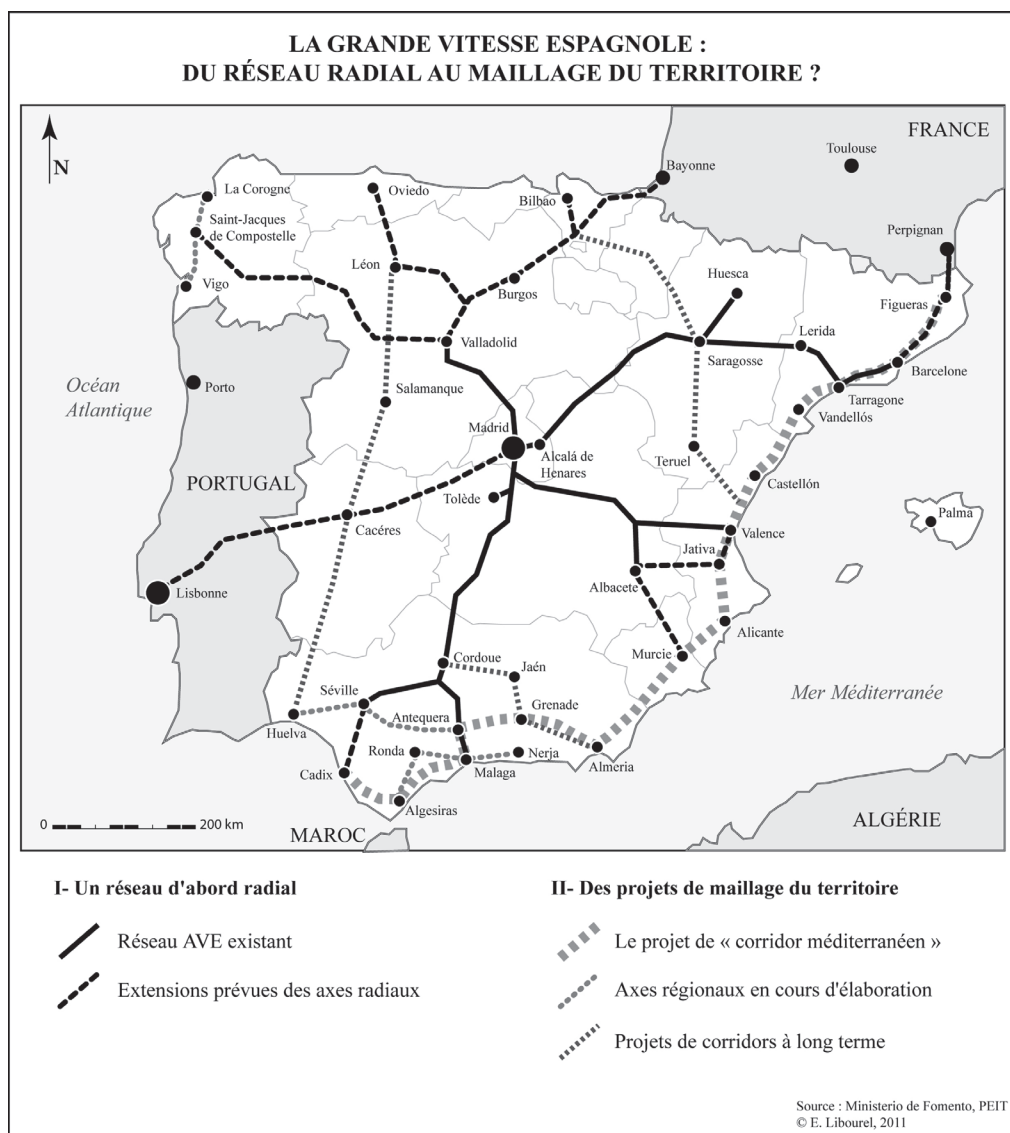 LA GRANDE VITESSE ESPAGNOLE :
DU RÉSEAU RADIAL AU MAILLAGE DU TERRITOIRE ?
N
FRANCE
Toulouse
Bayonne
La Corogne
Oviedo
Bilbao
Saint-Jacques
de Compostelle
Perpignan
Léon
Huesca
Vigo
Burgos
Figueras
Valladolid
Saragosse
Lerida
Barcelone
Océan
Atlantique
Porto
Salamanque
Tarragone
Vandellós
Madrid
Alcalá de
Henares
Teruel
Castellón
PORTUGAL
Tolède
Palma
Cacéres
Valence
Jativa
Albacete
Lisbonne
Alicante
Murcie
Cordoue
Jaén
Mer Méditerranée
Séville
Grenade
Antequera
Huelva
Ronda
Nerja
Almeria
Cadix
Malaga
Algesiras
0 200 km
MAROC
ALGÉRIE
I- Un réseau d'abord radial
Réseau AVE existant
Extensions prévues des axes radiaux
II- Des projets de maillage du territoire
Le projet de « corridor méditerranéen »
Axes régionaux en cours d'élaboration
Projets de corridors à long terme
Source : Ministerio de Fomento, PEIT
© E. Libourel, 2011